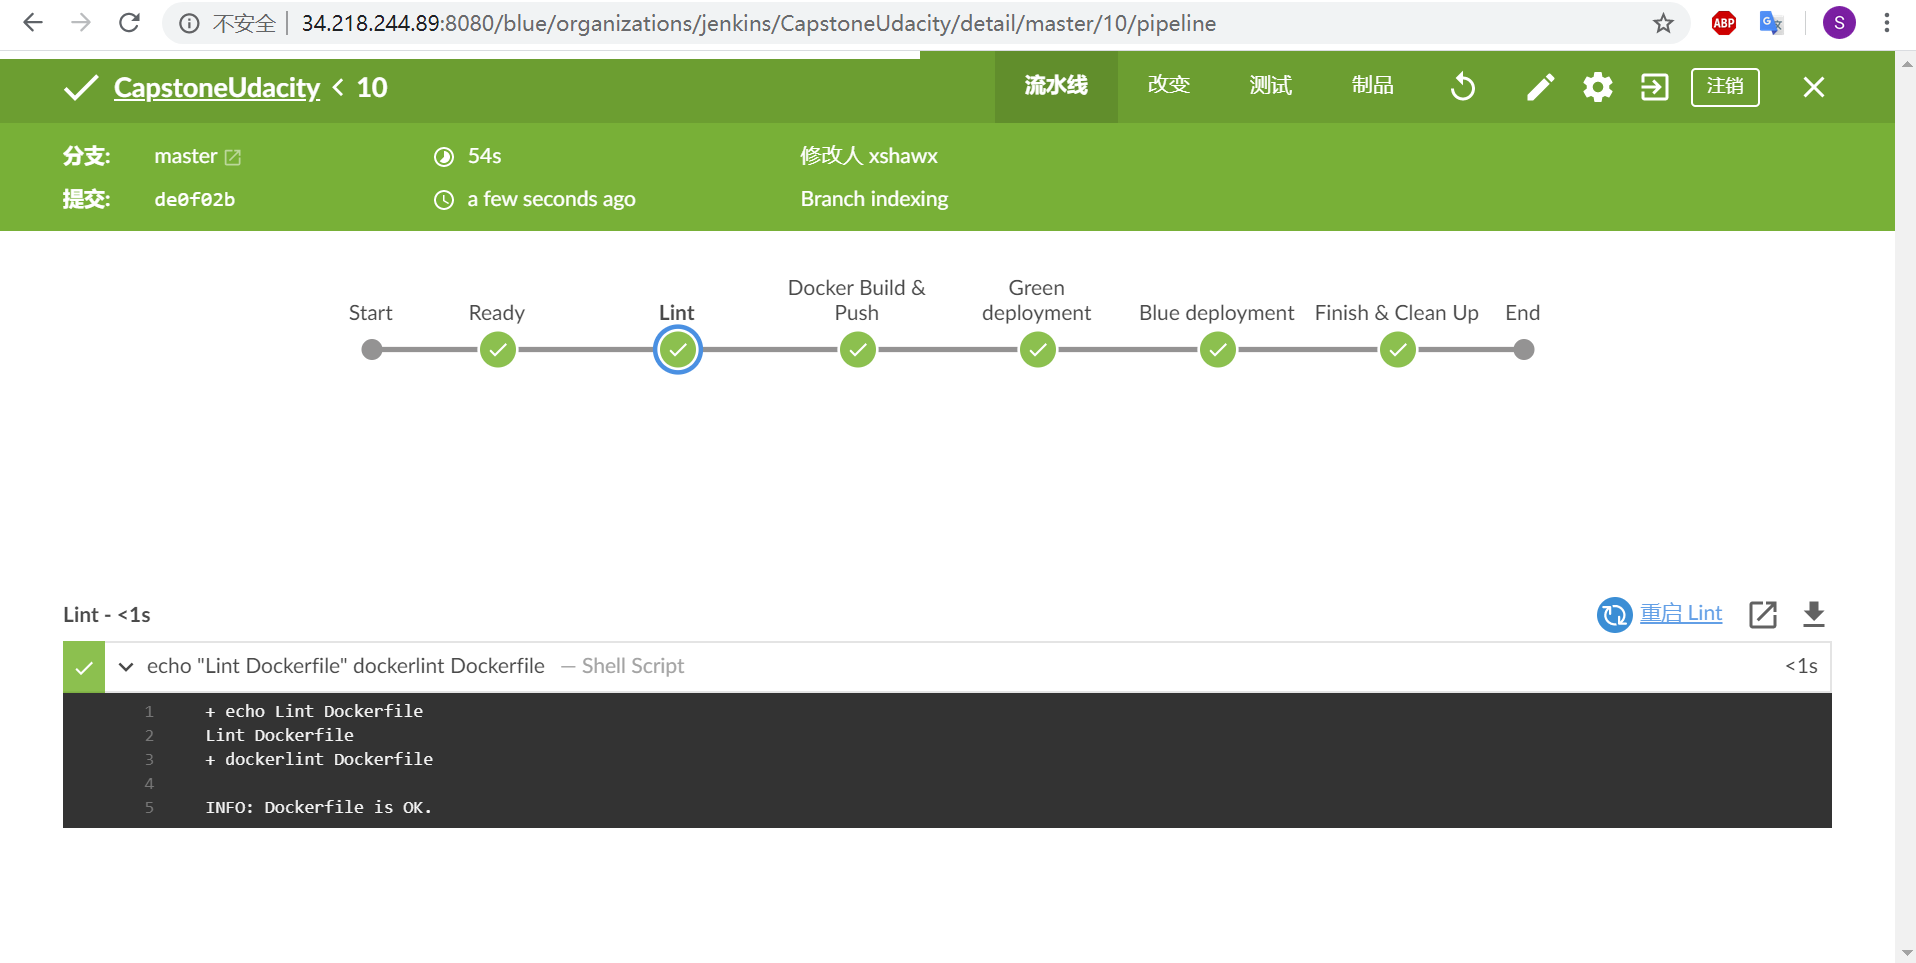 不安全 34.218.244.89:8080/blue/organizations/jenkins/CapstoneUdacity/detail/master/10/pipeline
ABP
S
CapstoneUdacity < 10
流水线 改变 测试 制品 注销
分支: master 54s 修改人 xshawx
提交: de0f02b a few seconds ago Branch indexing
Start Ready Lint Docker Build & Push Green deployment Blue deployment Finish & Clean Up End
Lint - <1s 重启 Lint
echo "Lint Dockerfile" dockerlint Dockerfile — Shell Script <1s
1 + echo Lint Dockerfile
2 Lint Dockerfile
3 + dockerlint Dockerfile
4
5 INFO: Dockerfile is OK.